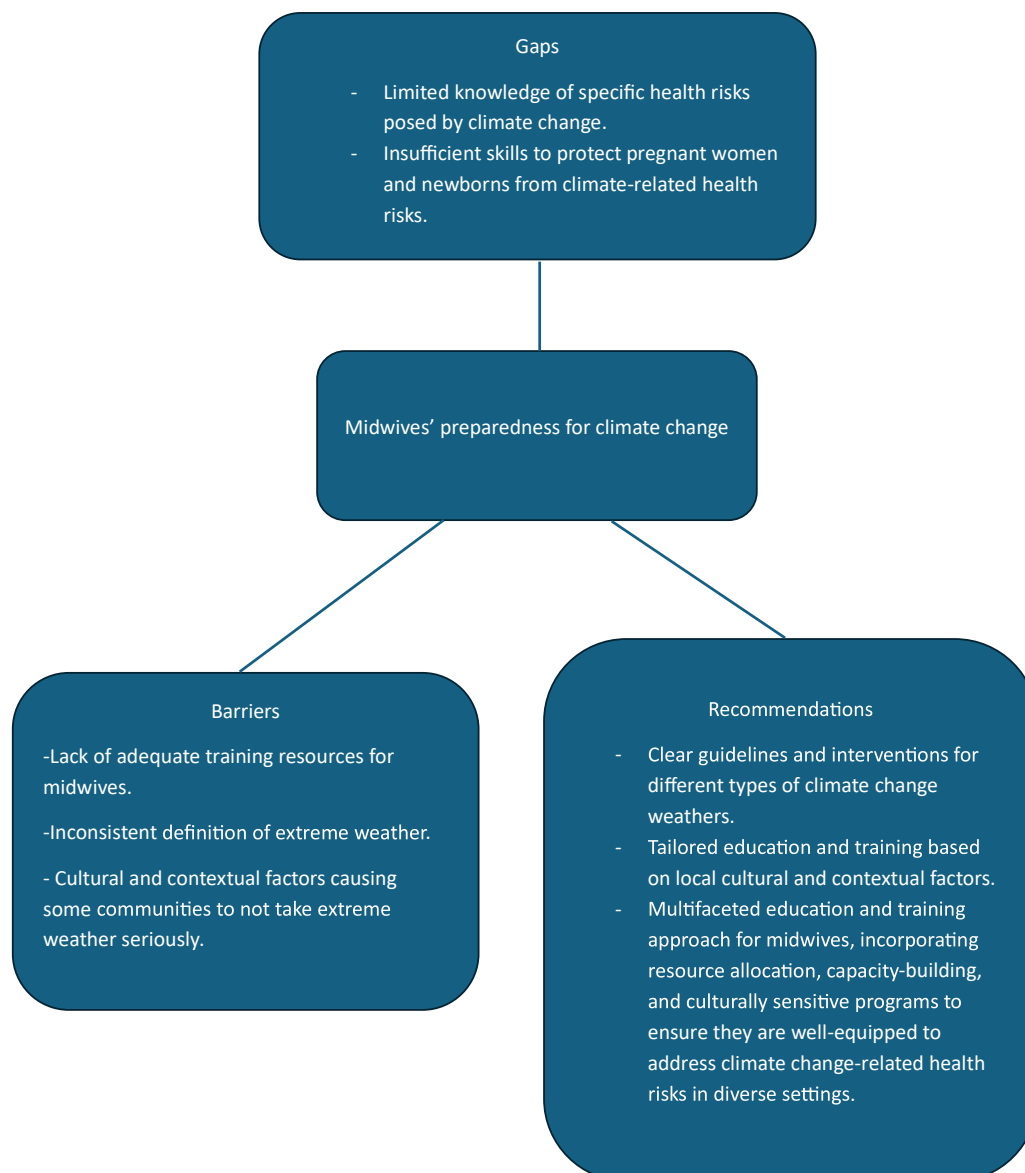 Gaps
- Limited knowledge of specific health risks
posed by climate change.
- Insufficient skills to protect pregnant women
and newborns from climate-related health
risks.
Midwives’ preparedness for climate change
Barriers
-Lack of adequate training resources for
midwives.
-Inconsistent definition of extreme weather.
- Cultural and contextual factors causing
some communities to not take extreme
weather seriously.
Recommendations
- Clear guidelines and interventions for
different types of climate change
weathers.
- Tailored education and training based
on local cultural and contextual factors.
- Multifaceted education and training
approach for midwives, incorporating
resource allocation, capacity-building,
and culturally sensitive programs to
ensure they are well-equipped to
address climate change-related health
risks in diverse settings.